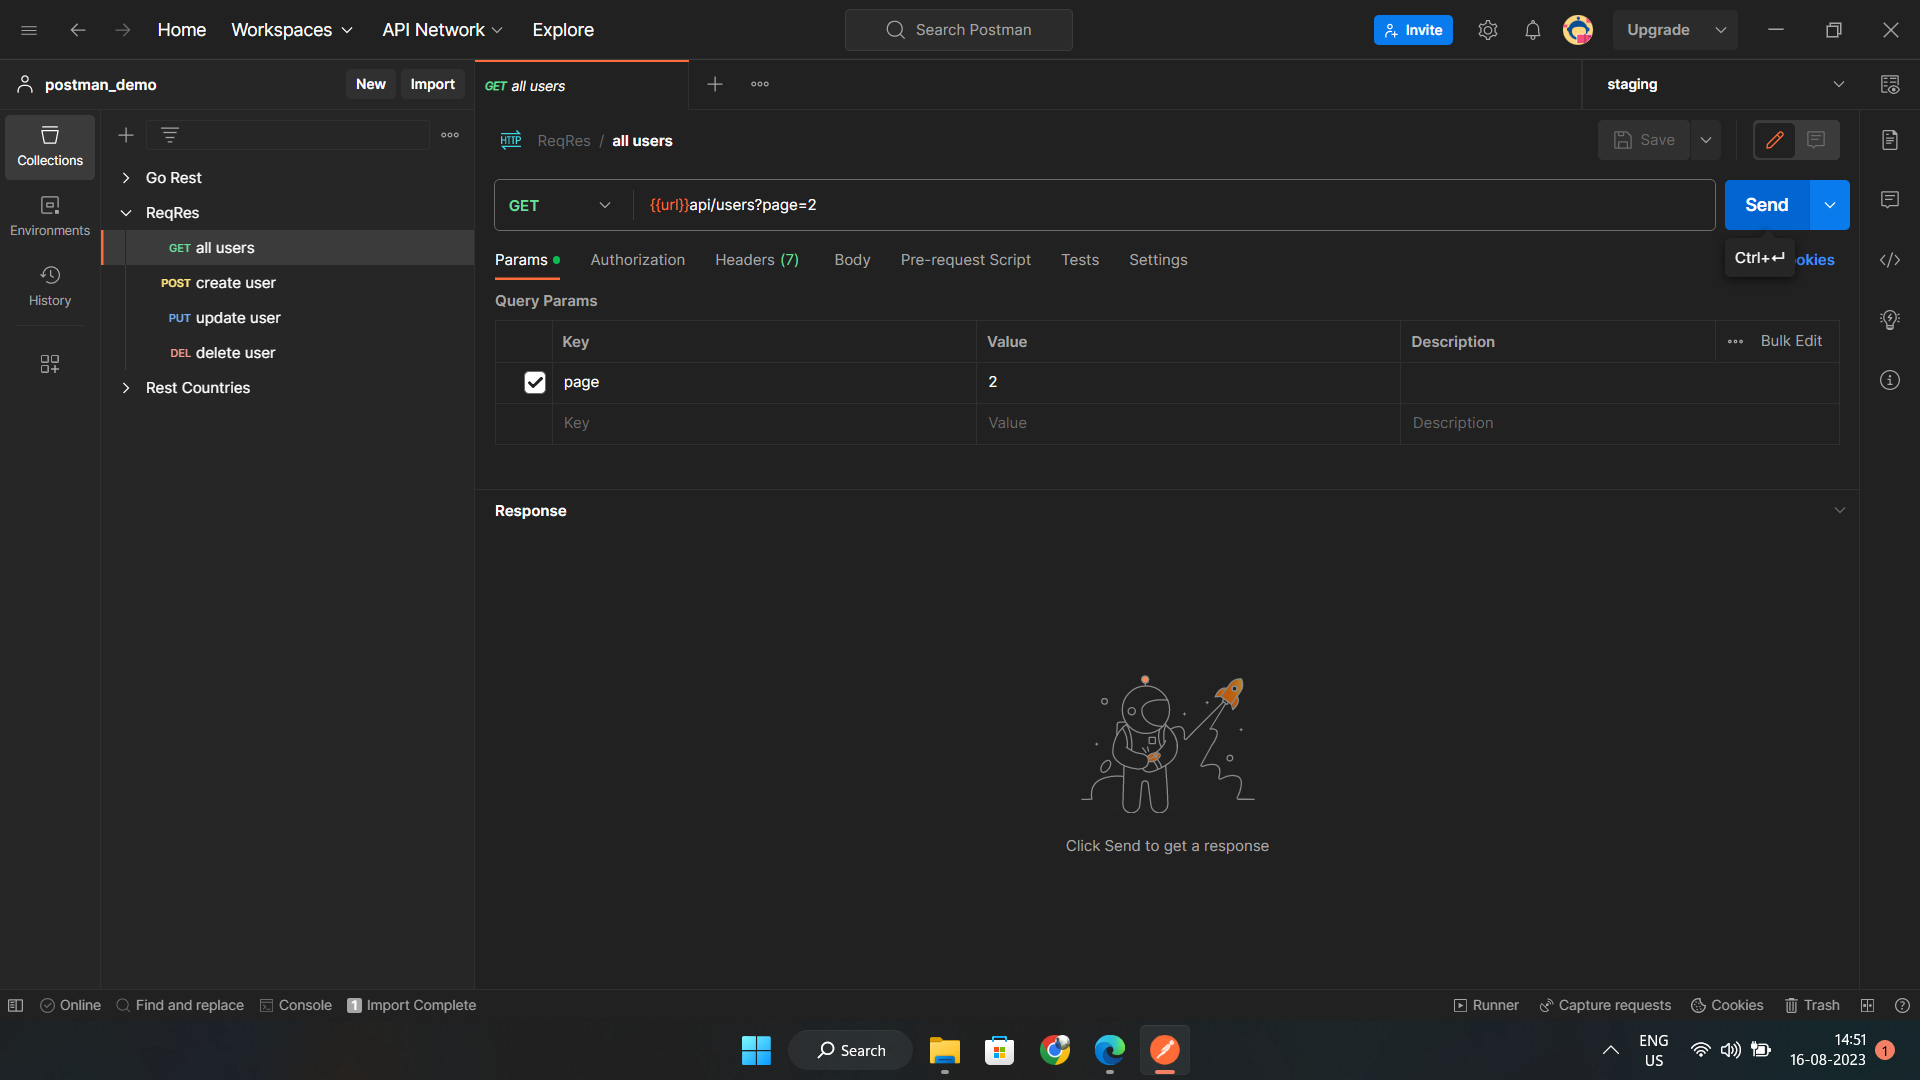 Home
Workspaces
API Network
Explore
Search Postman
Invite
Upgrade
postman_demo
New
Import
GET all users
staging
Collections
Environments
History
Go Rest
ReqRes
GET all users
POST create user
PUT update user
DEL delete user
Rest Countries
HTTP
ReqRes / all users
Save
GET
{{url}}api/users?page=2
Send
Params
Authorization
Headers (7)
Body
Pre-request Script
Tests
Settings
Ctrl+↵
ookies
Query Params
Key
Value
Description
Bulk Edit
page
2
Key
Value
Description
Response
Click Send to get a response
Online
Find and replace
Console
1 Import Complete
Runner
Capture requests
Cookies
Trash
Search
ENG
US
14:51
16-08-2023
1